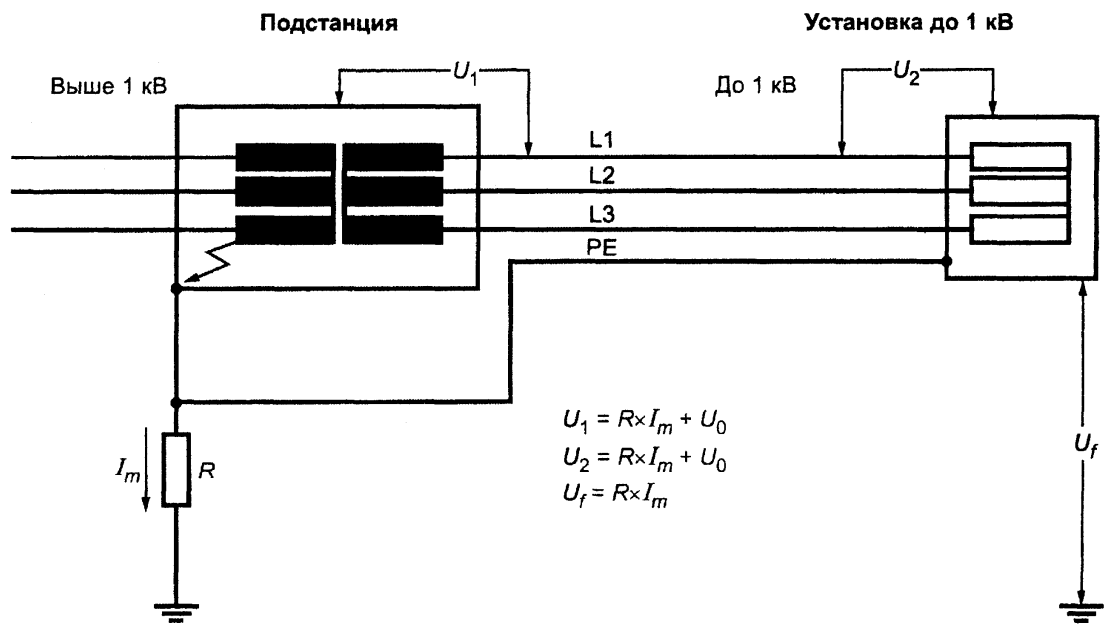 Подстанция
Установка до 1 кВ
Выше 1 кВ
U1
До 1 кВ
U2
L1
L2
L3
PE
U1 = R×Im + U0
U2 = R×Im + U0
Uf = R×Im
Im
R
Uf